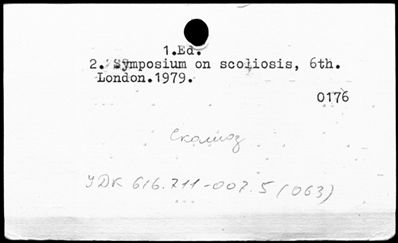 1.Ed.
2. Symposium on scoliosis, 6th.
London.1979.
0176
Сколиоз
УДК 616.711-007.5 (063)